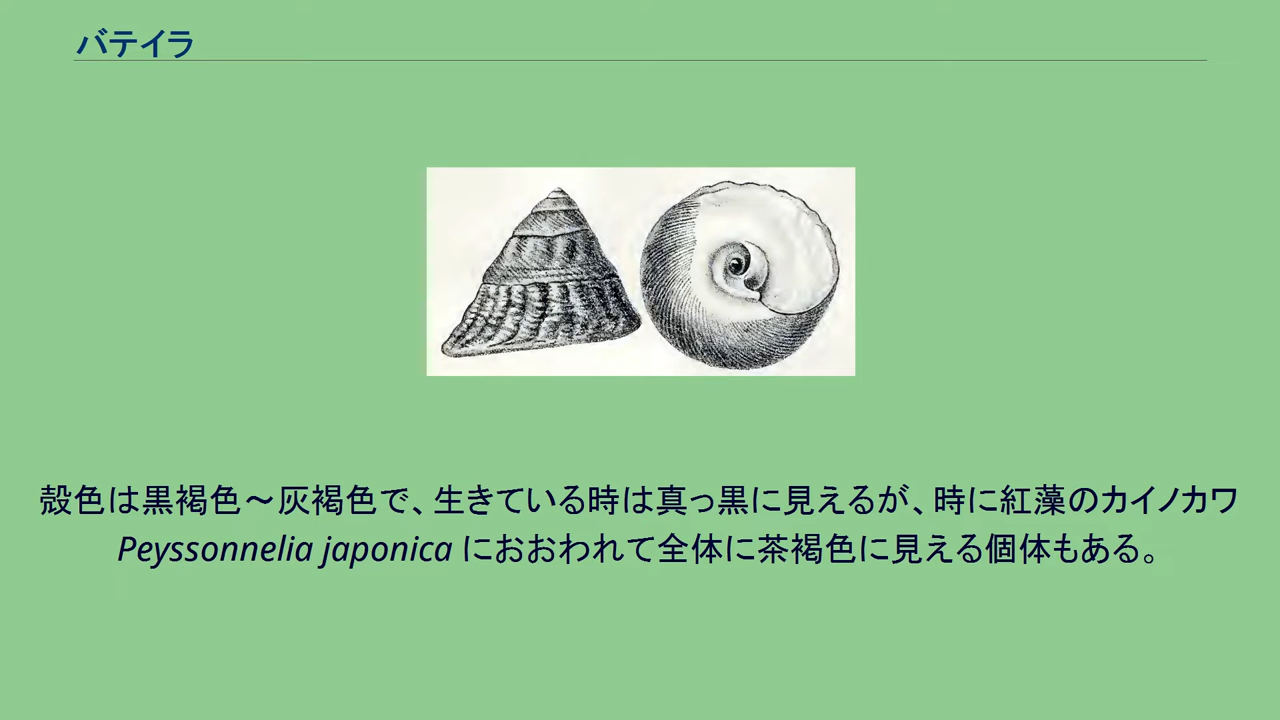 バテイラ
殻色は黒褐色～灰褐色で、生きている時は真っ黒に見えるが、時に紅藻のカイノカワ
Peyssonnelia japonica におおわれて全体に茶褐色に見える個体もある。